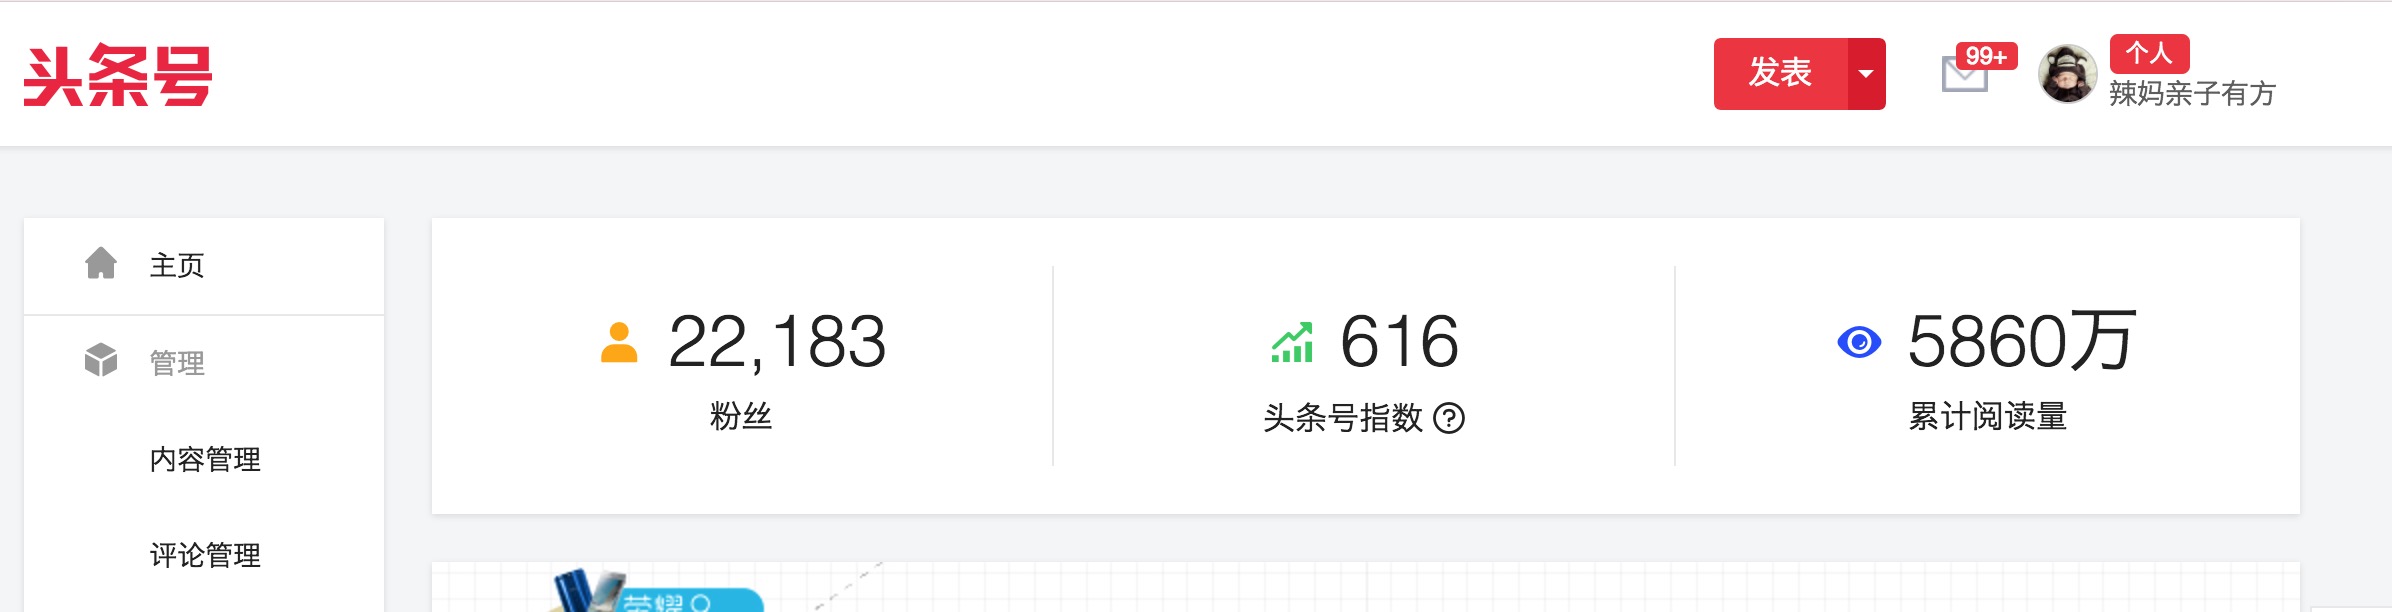 头条号
发表
99+
个人
辣妈亲子有方
主页
管理
内容管理
评论管理
22,183
粉丝
616
头条号指数 ?
5860万
累计阅读量
荣耀